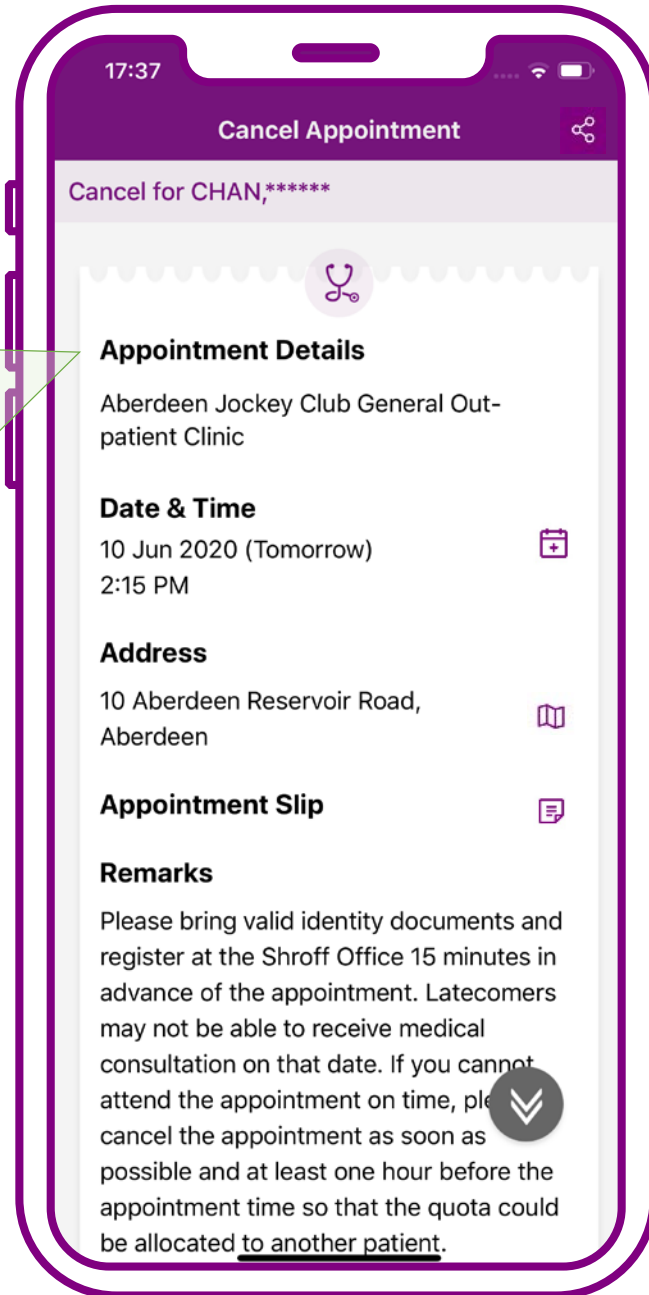 17:37
Cancel Appointment
Cancel for CHAN,******
Appointment Details
Aberdeen Jockey Club General Out-
patient Clinic
Date & Time
10 Jun 2020 (Tomorrow)
2:15 PM
Address
10 Aberdeen Reservoir Road,
Aberdeen
Appointment Slip
Remarks
Please bring valid identity documents and
register at the Shroff Office 15 minutes in
advance of the appointment. Latecomers
may not be able to receive medical
consultation on that date. If you cannot
attend the appointment on time, ple
cancel the appointment as soon as
possible and at least one hour before the
appointment time so that the quota could
be allocated to another patient.